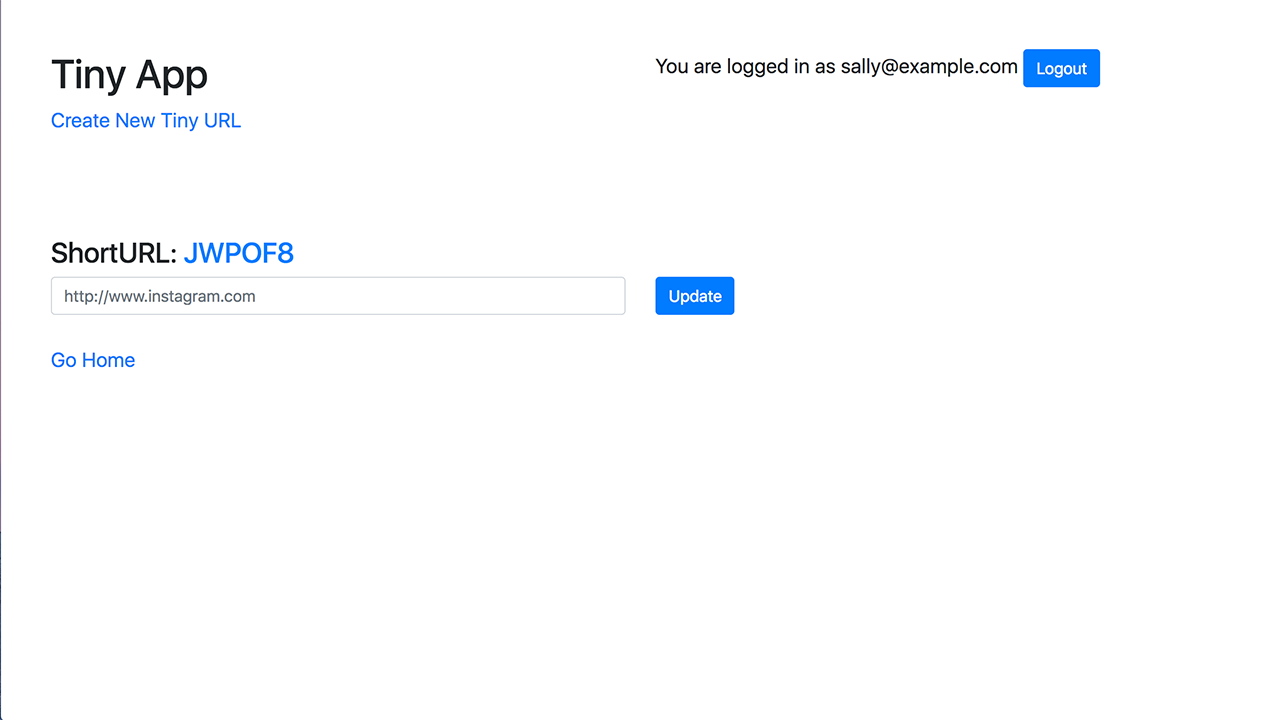 Tiny App
You are logged in as sally@example.com Logout
Create New Tiny URL
ShortURL: JWPOF8
http://www.instagram.com
Update
Go Home